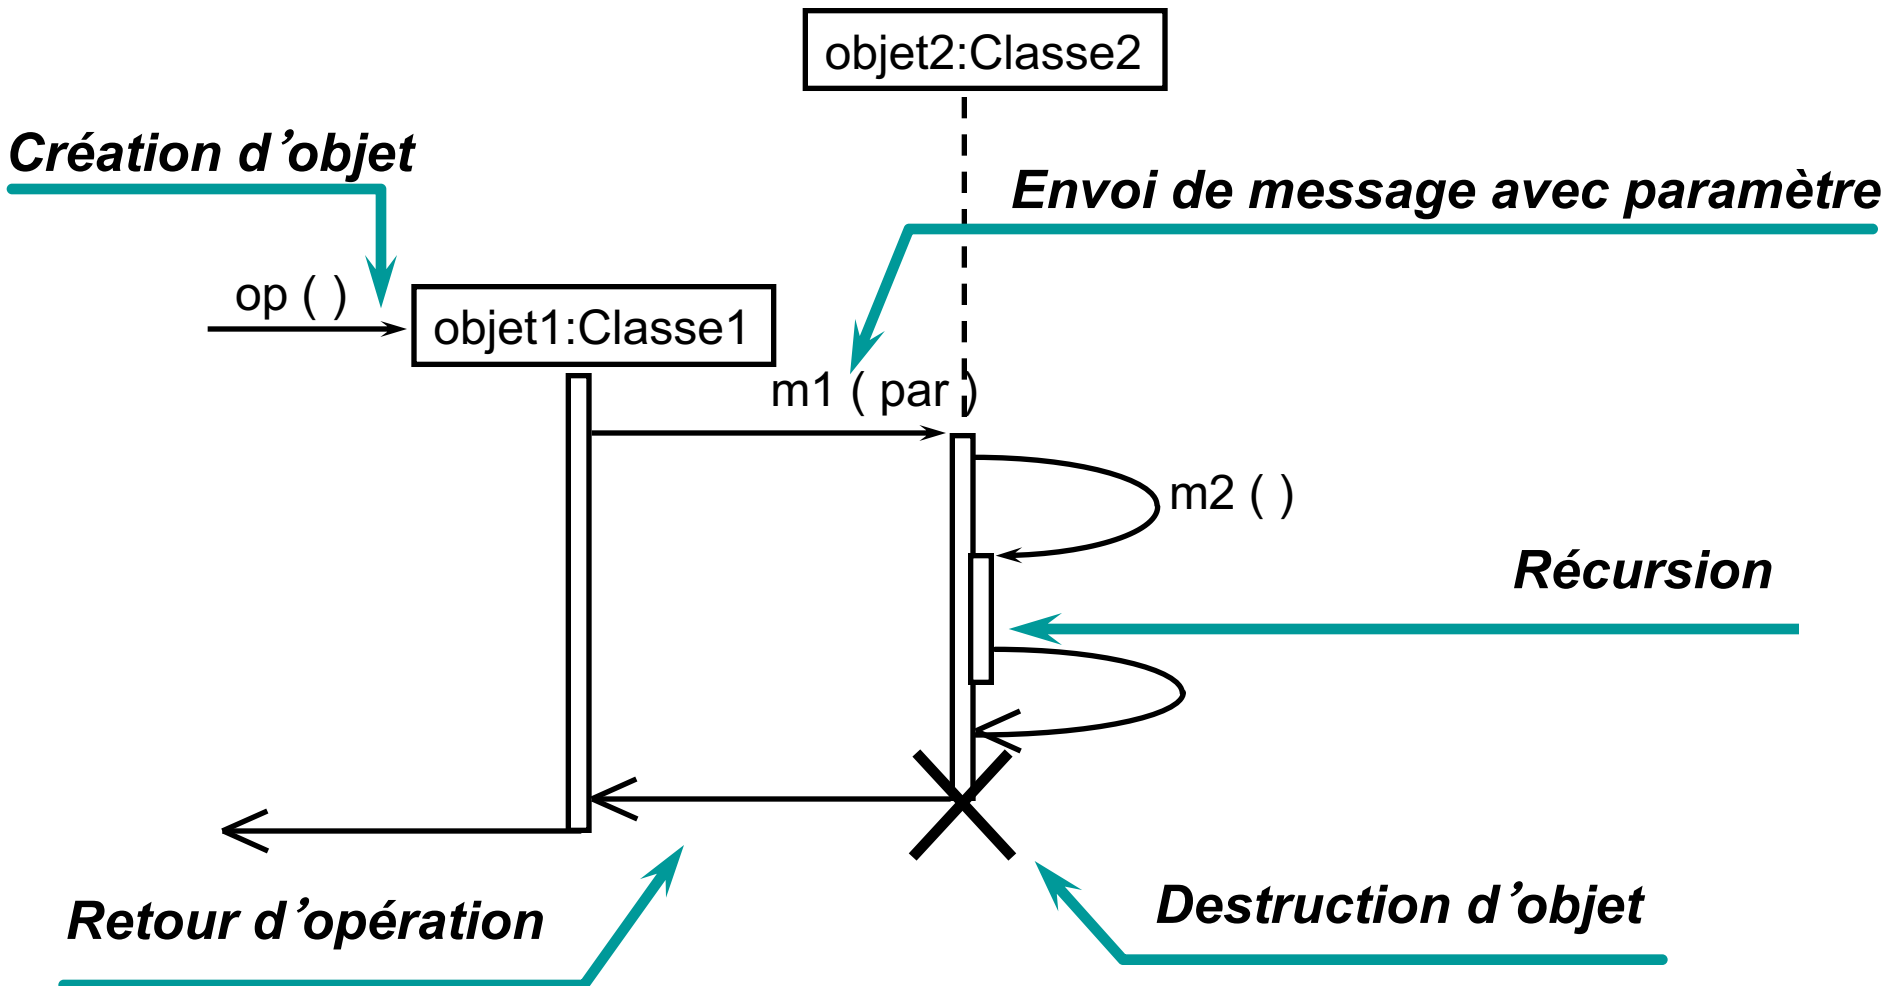 objet2:Classe2
Création d’objet
Envoi de message avec paramètre
op ( )
objet1:Classe1
m1 ( par )
m2 ( )
Récursion
Destruction d’objet
Retour d’opération